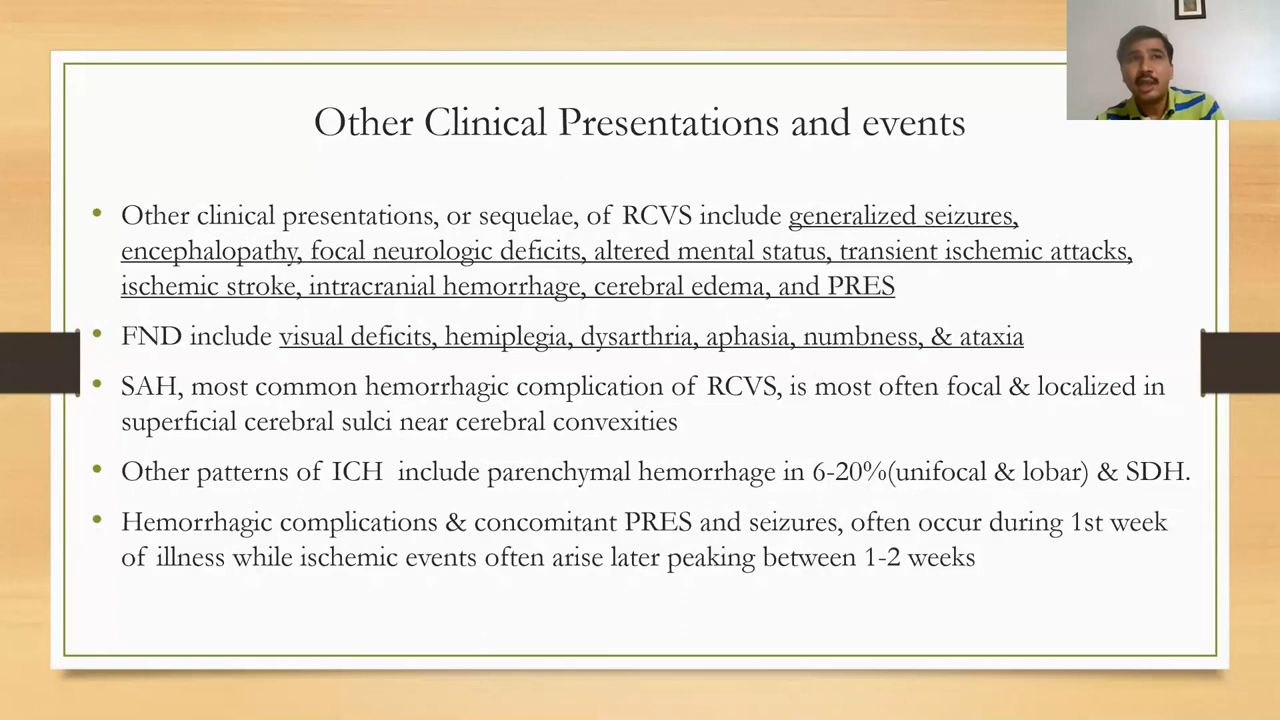 Other Clinical Presentations and events
• Other clinical presentations, or sequelae, of RCVS include generalized seizures,
encephalopathy, focal neurologic deficits, altered mental status, transient ischemic attacks,
ischemic stroke, intracranial hemorrhage, cerebral edema, and PRES
• FND include visual deficits, hemiplegia, dysarthria, aphasia, numbness, & ataxia
• SAH, most common hemorrhagic complication of RCVS, is most often focal & localized in
superficial cerebral sulci near cerebral convexities
• Other patterns of ICH include parenchymal hemorrhage in 6-20%(unifocal & lobar) & SDH.
• Hemorrhagic complications & concomitant PRES and seizures, often occur during 1st week
of illness while ischemic events often arise later peaking between 1-2 weeks